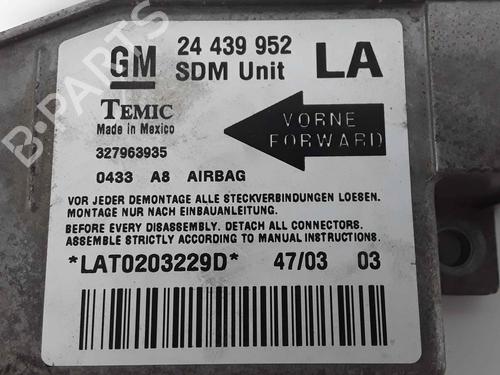 GM 24 439 952 LA
SDM Unit
TEMIC
Made in Mexico
VORNE
FORWARD
327963935
0433 A8 AIRBAG
VOR JEDER DEMONTAGE ALLE STECKVERBINDUNGEN LOESEN.
MONTAGE NUR NACH EINBAUANLEITUNG.
BEFORE EVERY DISASSEMBLY. DETACH ALL CONNECTORS.
ASSEMBLE STRICTLY ACCORDING TO MANUAL INSTRUCTIONS.
*LAT0203229D* 47/03 03
B-PARTS